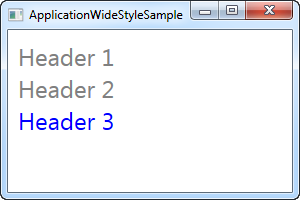 ApplicationWideStyleSample
Header 1
Header 2
Header 3